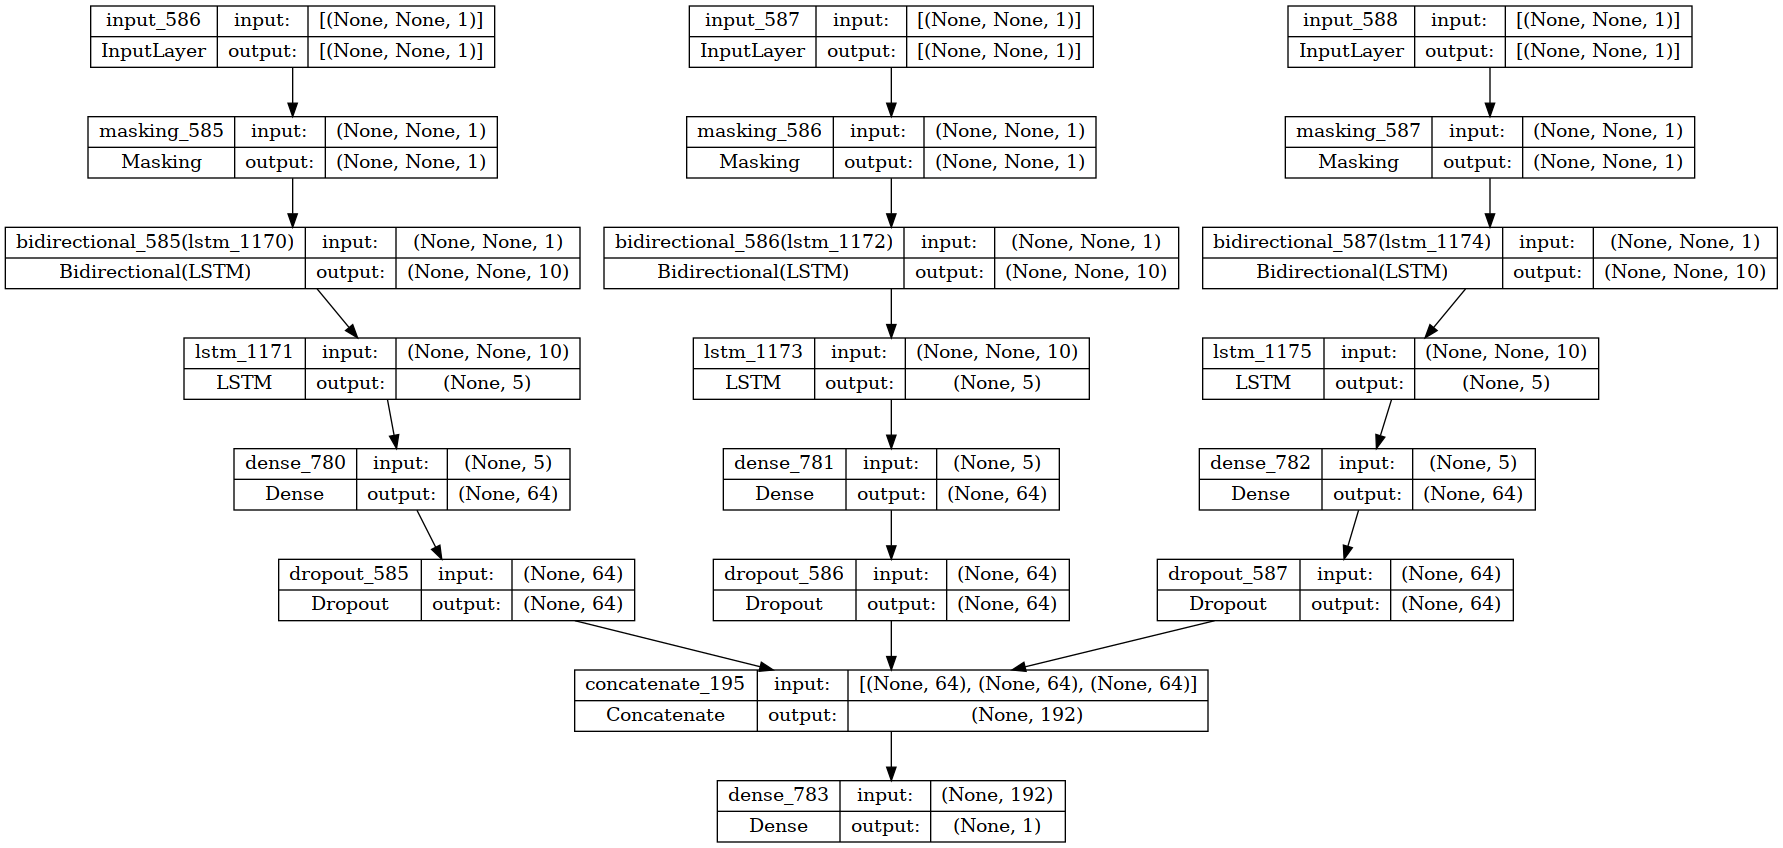 input_586 input: [(None, None, 1)]
InputLayer output: [(None, None, 1)]
input_587 input: [(None, None, 1)]
InputLayer output: [(None, None, 1)]
input_588 input: [(None, None, 1)]
InputLayer output: [(None, None, 1)]
masking_585 input: (None, None, 1)
Masking output: (None, None, 1)
masking_586 input: (None, None, 1)
Masking output: (None, None, 1)
masking_587 input: (None, None, 1)
Masking output: (None, None, 1)
bidirectional_585(lstm_1170) input: (None, None, 1)
Bidirectional(LSTM) output: (None, None, 10)
bidirectional_586(lstm_1172) input: (None, None, 1)
Bidirectional(LSTM) output: (None, None, 10)
bidirectional_587(lstm_1174) input: (None, None, 1)
Bidirectional(LSTM) output: (None, None, 10)
lstm_1171 input: (None, None, 10)
LSTM output: (None, 5)
lstm_1173 input: (None, None, 10)
LSTM output: (None, 5)
lstm_1175 input: (None, None, 10)
LSTM output: (None, 5)
dense_780 input: (None, 5)
Dense output: (None, 64)
dense_781 input: (None, 5)
Dense output: (None, 64)
dense_782 input: (None, 5)
Dense output: (None, 64)
dropout_585 input: (None, 64)
Dropout output: (None, 64)
dropout_586 input: (None, 64)
Dropout output: (None, 64)
dropout_587 input: (None, 64)
Dropout output: (None, 64)
concatenate_195 input: [(None, 64), (None, 64), (None, 64)]
Concatenate output: (None, 192)
dense_783 input: (None, 192)
Dense output: (None, 1)